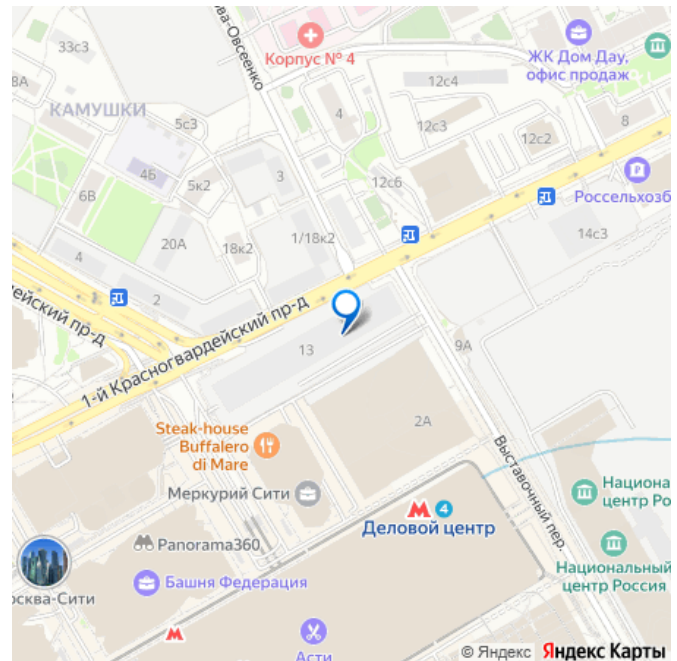 33с3
ова-Овсеенко
Корпус № 4
ЖК Дом Дау,
офис продаж
8А
КАМУШКИ
12с4
4
12с3
5с3
12с2
8
4Б
5к2
3
12с6
6В
Россельхозб
20А
18к2
1/18к2
14с3
4
2
ейский пр-д
1-й Красногвардейский пр-д
13
9А
2А
Steak-house
Buffalero
di Mare
Выставочный пер.
Меркурий Сити
4
Деловой центр
Национа
центр Ро
Panorama360
Национальный
центр Россия
Башня Федерация
осква-Сити
Асти
© Яндекс Яндекс Карты